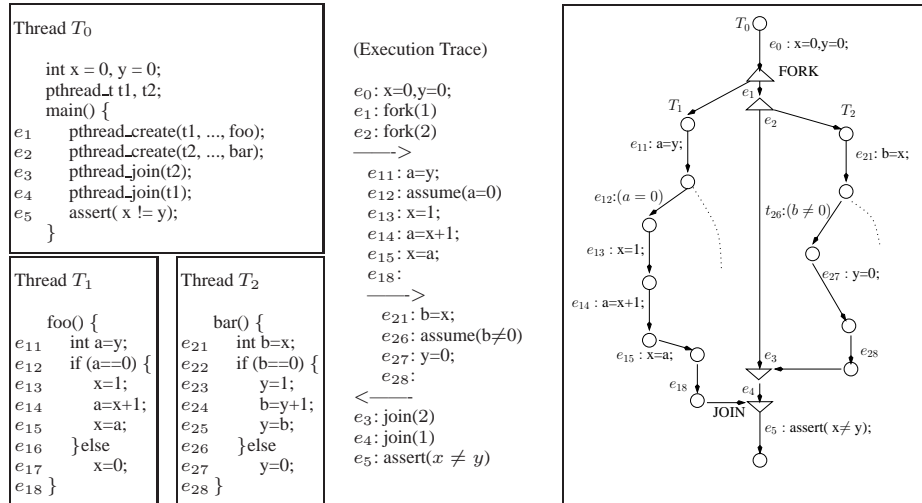 Thread T₀
int x = 0, y = 0;
pthread_t t1, t2;
main() {
e₁ pthread_create(t1, ..., foo);
e₂ pthread_create(t2, ..., bar);
e₃ pthread_join(t2);
e₄ pthread_join(t1);
e₅ assert( x != y);
}
Thread T₁
foo() {
e₁₁ int a=y;
e₁₂ if (a==0) {
e₁₃ x=1;
e₁₄ a=x+1;
e₁₅ x=a;
e₁₆ }else
e₁₇ x=0;
e₁₈ }
Thread T₂
bar() {
e₂₁ int b=x;
e₂₂ if (b==0) {
e₂₃ y=1;
e₂₄ b=y+1;
e₂₅ y=b;
e₂₆ }else
e₂₇ y=0;
e₂₈ }
(Execution Trace)
e₀: x=0,y=0;
e₁: fork(1)
e₂: fork(2)
——>
e₁₁: a=y;
e₁₂: assume(a=0)
e₁₃: x=1;
e₁₄: a=x+1;
e₁₅: x=a;
e₁₈:
——>
e₂₁: b=x;
e₂₆: assume(b≠0)
e₂₇: y=0;
e₂₈:
<——
e₃: join(2)
e₄: join(1)
e₅: assert(x ≠ y)
T₀
e₀ : x=0,y=0;
FORK
e₁
T₁
e₂
T₂
e₁₁: a=y;
e₂₁: b=x;
e₁₂:(a = 0)
t₂₆:(b ≠ 0)
e₁₃ : x=1;
e₂₇ : y=0;
e₁₄ : a=x+1;
e₁₅ : x=a;
e₃
e₂₈
e₁₈
e₄
JOIN
e₅ : assert( x≠ y);